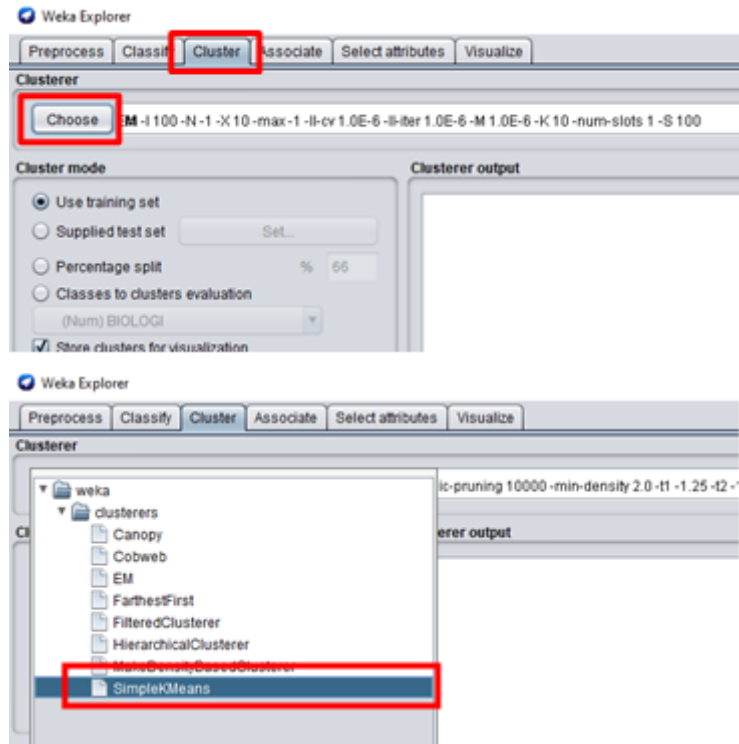 Weka Explorer
Preprocess Classify Cluster Associate Select attributes Visualize
Clusterer
Choose EM -I 100 -N -1 -X 10 -max -1 -ll-cv 1.0E-6 -ll-iter 1.0E-6 -M 1.0E-6 -K 10 -num-slots 1 -S 100
Cluster mode
Clusterer output
Use training set
Supplied test set Set...
Percentage split % 66
Classes to clusters evaluation
(Num) BIOLOGI
Store clusters for visualization
Weka Explorer
Preprocess Classify Cluster Associate Select attributes Visualize
Clusterer
ic-pruning 10000 -min-density 2.0 -t1 -1.25 -t2 -
weka
clusterers
Cl
erer output
Canopy
Cobweb
EM
FarthestFirst
FilteredClusterer
HierarchicalClusterer
MakeDensityBasedClusterer
SimpleKMeans